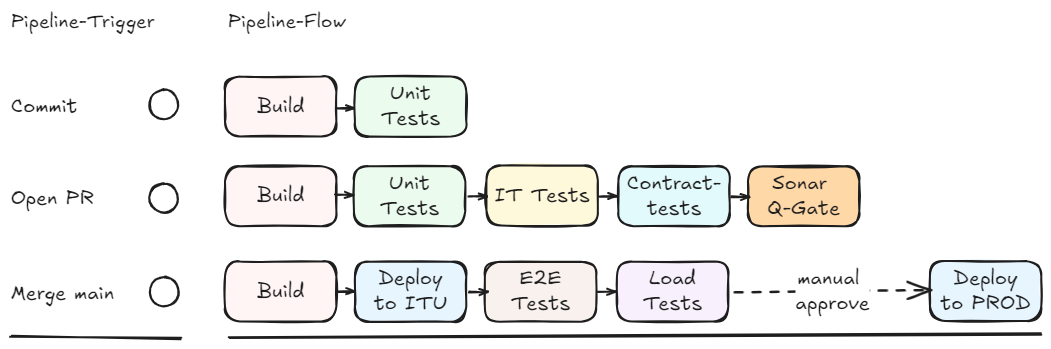 Pipeline-Trigger
Pipeline-Flow
Commit
Build
Unit
Tests
Open PR
Build
Unit
Tests
IT Tests
Contract-
tests
Sonar
Q-Gate
Merge main
Build
Deploy
to ITU
E2E
Tests
Load
Tests
manual
approve
Deploy
to PROD